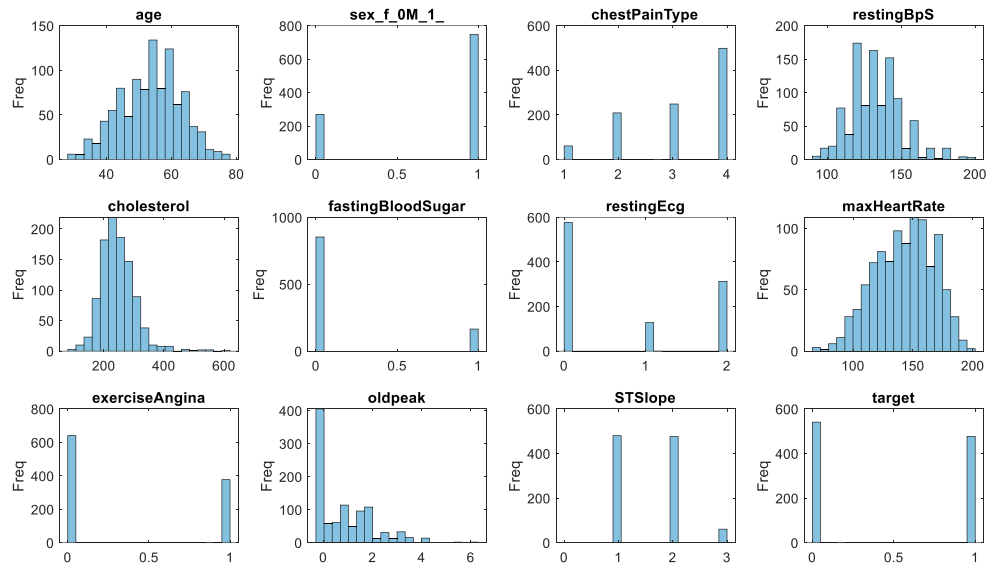 age
150
100
50
0
Freq
40 60 80
sex_f_0M_1_
800
600
400
200
0
Freq
0 0.5 1
chestPainType
600
400
200
0
Freq
1 2 3 4
restingBpS
200
150
100
50
0
Freq
100 150 200
cholesterol
200
150
100
50
0
Freq
200 400 600
fastingBloodSugar
1000
500
0
Freq
0 0.5 1
restingEcg
600
400
200
0
Freq
0 1 2
maxHeartRate
100
50
0
Freq
100 150 200
exerciseAngina
800
600
400
200
0
Freq
0 0.5 1
oldpeak
400
300
200
100
0
Freq
0 2 4 6
STSlope
600
400
200
0
Freq
0 1 2 3
target
600
400
200
0
Freq
0 0.5 1